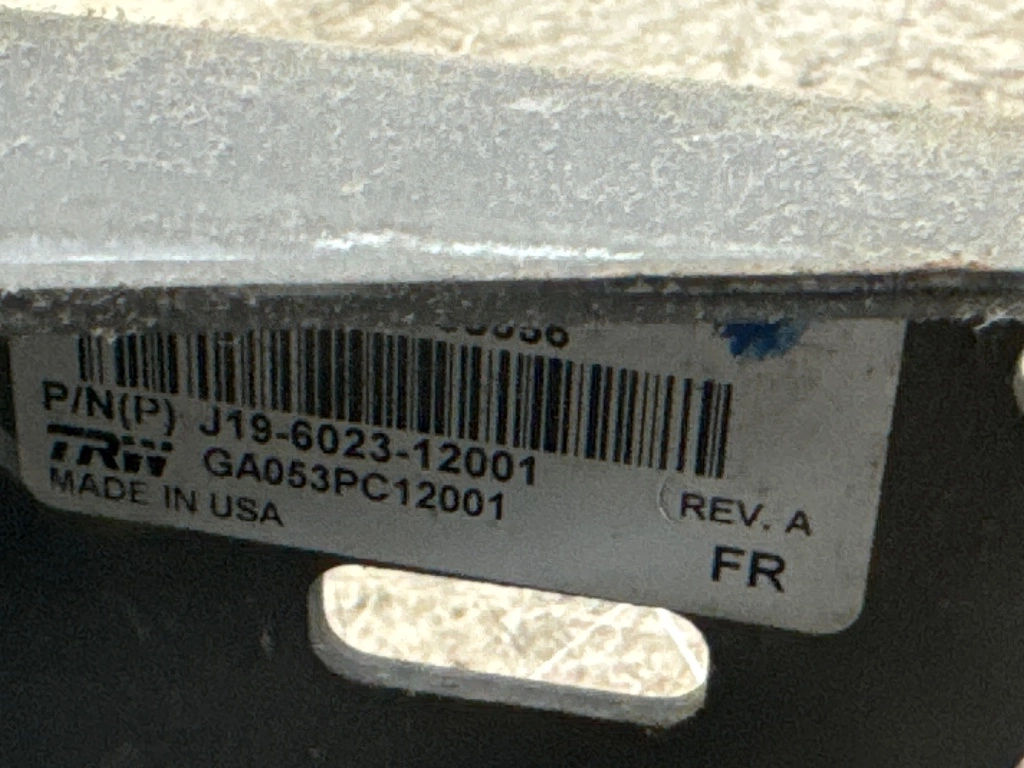 P/N(P) J19-6023-12001
TRW GA053PC12001
MADE IN USA
REV. A
FR